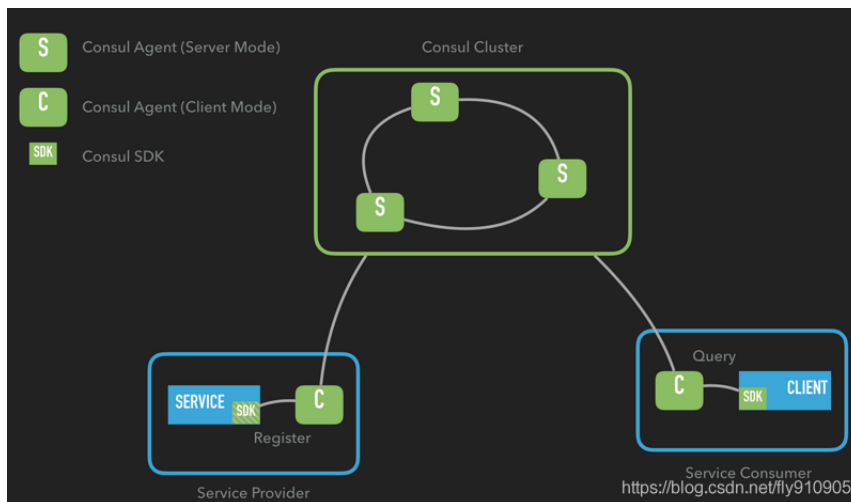 S
Consul Agent (Server Mode)
Consul Cluster
C
Consul Agent (Client Mode)
SDK
Consul SDK
S
S
S
SERVICE
SDK
C
Register
Service Provider
Query
C
SDK
CLIENT
Service Consumer
https://blog.csdn.net/fly910905